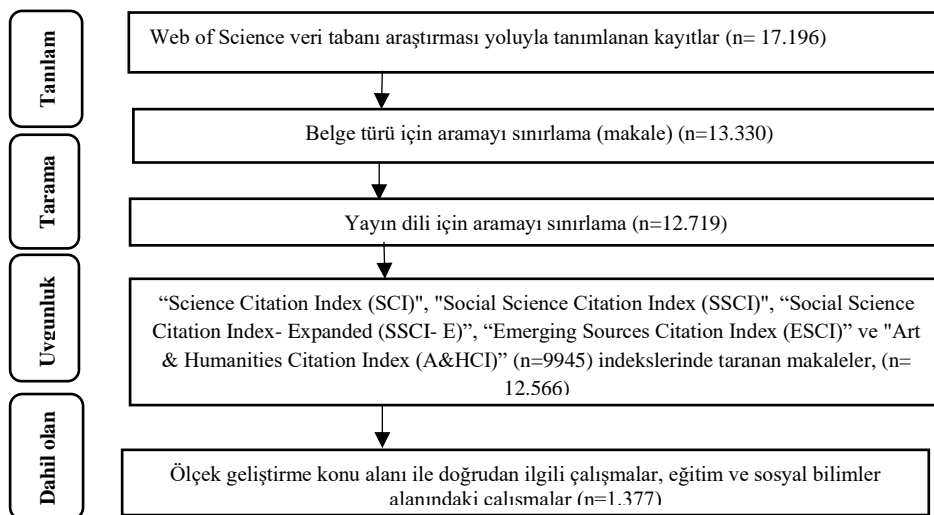 Tanılam
Web of Science veri tabanı araştırması yoluyla tanımlanan kayıtlar (n= 17.196)
Belge türü için aramayı sınırlama (makale) (n=13.330)
Tarama
Yayın dili için aramayı sınırlama (n=12.719)
Uygunluk
“Science Citation Index (SCI)", "Social Science Citation Index (SSCI)", “Social Science
Citation Index- Expanded (SSCI- E)”, “Emerging Sources Citation Index (ESCI)” ve "Art
& Humanities Citation Index (A&HCI)” (n=9945) indekslerinde taranan makaleler, (n=
12.566)
Dahil olan
Ölçek geliştirme konu alanı ile doğrudan ilgili çalışmalar, eğitim ve sosyal bilimler
alanındaki çalışmalar (n=1.377)